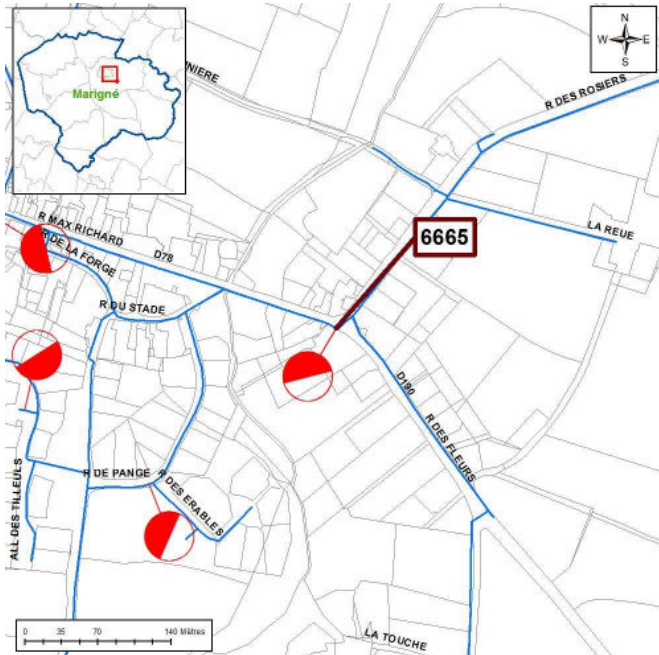 Marigné
N
W E
S
NIERE
R DES ROSIERS
R MAX RICHARD
R DE LA FORGE
D78
6665
LA REUE
R DU STADE
D190
R DES FLEURS
R DE PANGE
R DES ERABLES
ALL DES TILLEULS
LA TOUCHE
0 35 70 140 Mètres